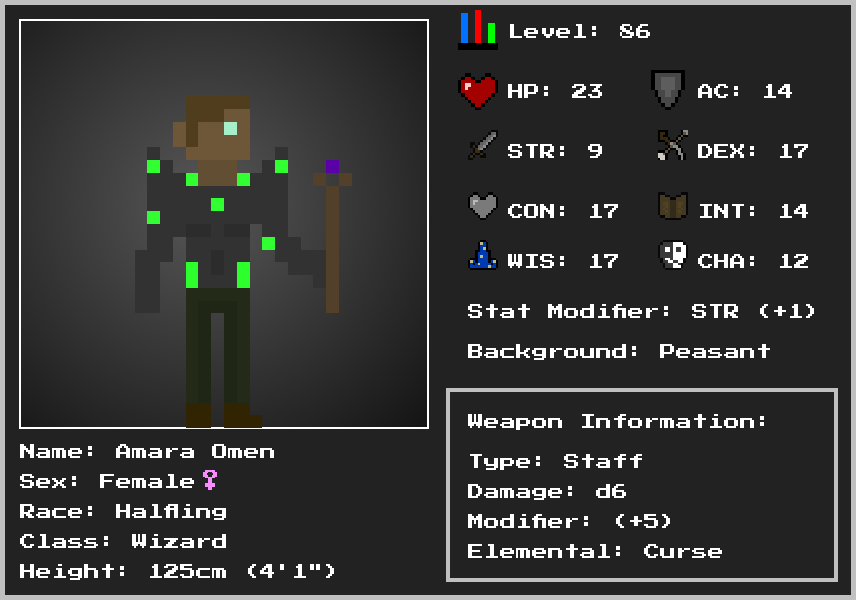 Level: 86
HP: 23 AC: 14
STR: 9 DEX: 17
CON: 17 INT: 14
WIS: 17 CHA: 12
Stat Modifier: STR (+1)
Background: Peasant
Weapon Information:
Type: Staff
Damage: d6
Modifier: (+5)
Elemental: Curse
Name: Amara Omen
Sex: Female♀
Race: Halfling
Class: Wizard
Height: 125cm (4'1")